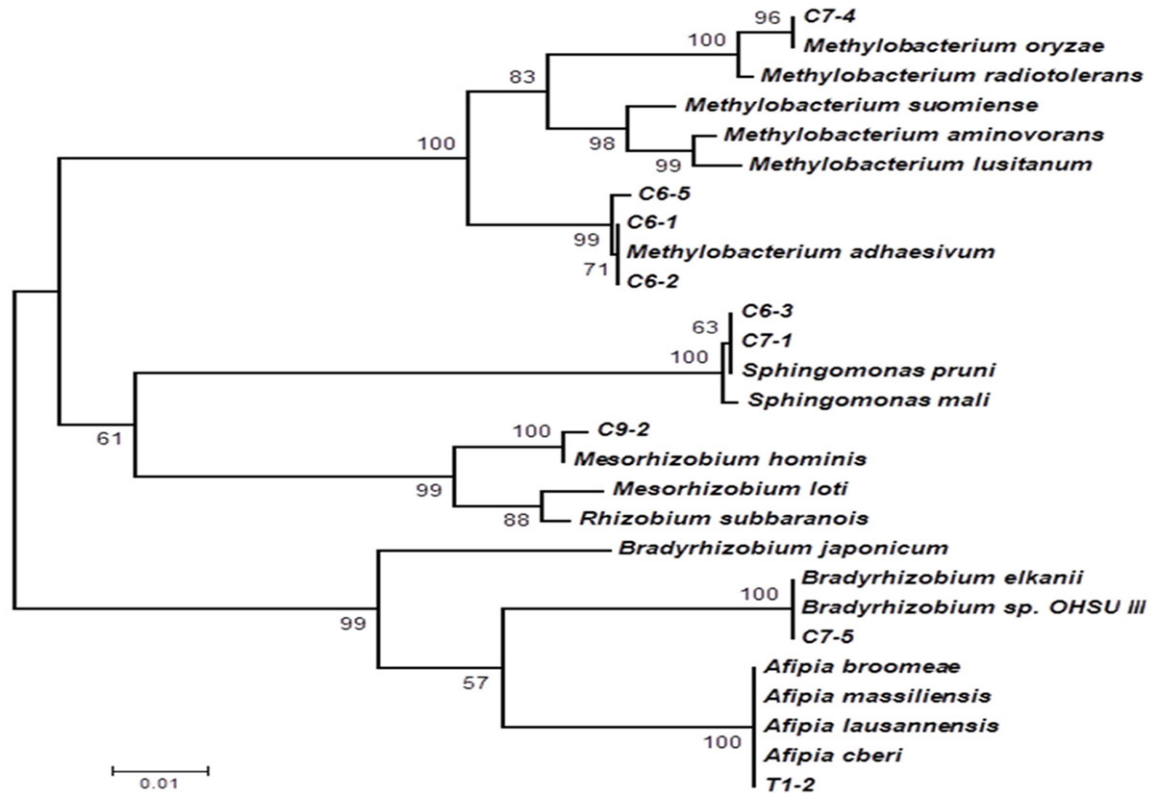 96
C7-4
Methylobacterium oryzae
100
Methylobacterium radiotolerans
83
Methylobacterium suomiense
Methylobacterium aminovorans
98
99
Methylobacterium lusitanum
100
C6-5
C6-1
99
Methylobacterium adhaesivum
71
C6-2
C6-3
63
C7-1
100
Sphingomonas pruni
Sphingomonas mali
61
100
C9-2
Mesorhizobium hominis
99
Mesorhizobium loti
88
Rhizobium subbaranois
Bradyrhizobium japonicum
Bradyrhizobium elkanii
100
Bradyrhizobium sp. OHSU III
99
C7-5
Afipia broomeae
57
Afipia massiliensis
Afipia lausannensis
100
Afipia cberi
T1-2
0.01